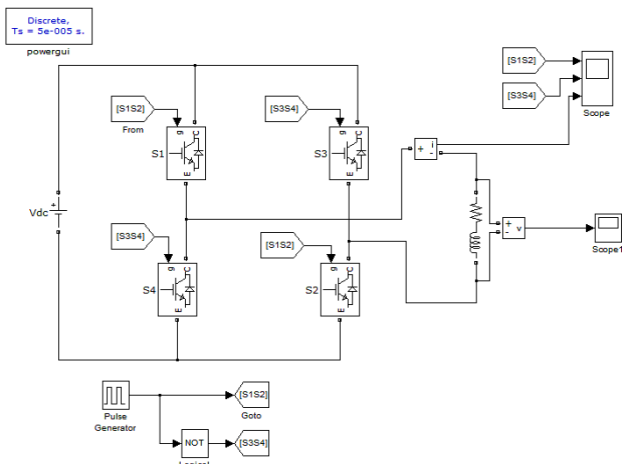 Discrete,
Ts = 5e-005 s.
powergui
[S1S2]
From
[S3S4]
[S1S2]
[S3S4]
Scope
g
C
E
S1
g
C
E
S3
+
-
i
Vdc
+
[S3S4]
[S1S2]
+
-
v
Scope1
g
C
E
S4
g
C
E
S2
Pulse
Generator
[S1S2]
Goto
NOT
[S3S4]